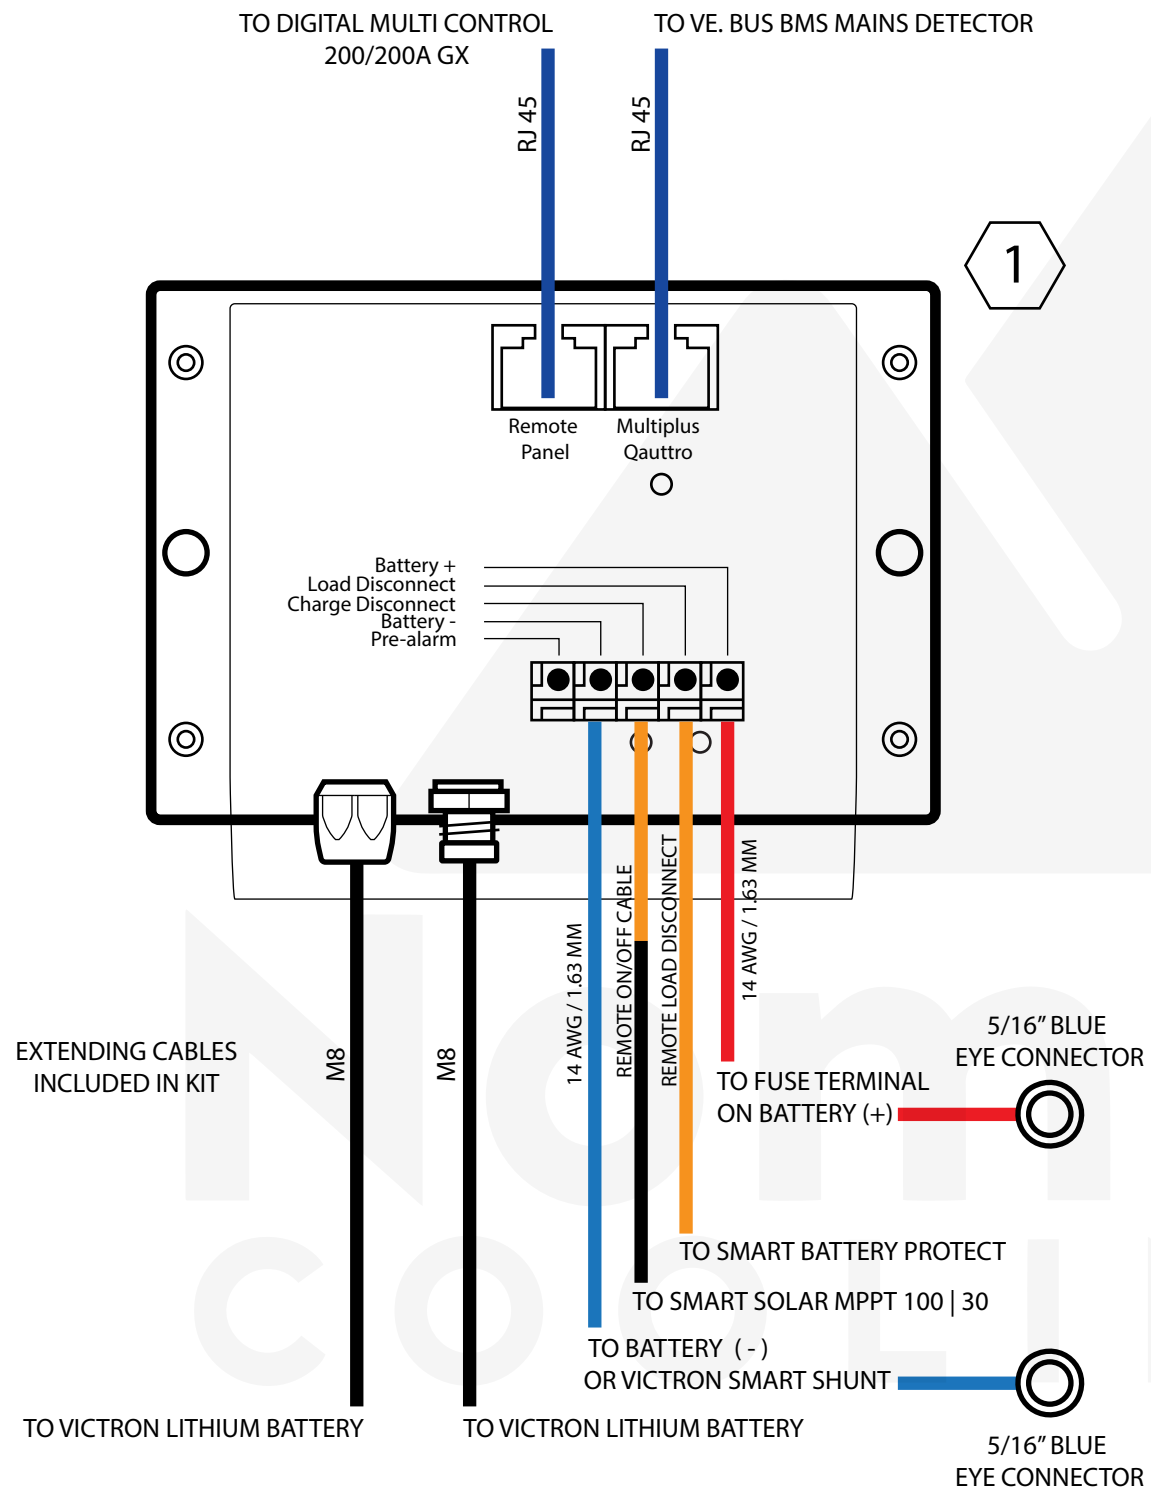 TO DIGITAL MULTI CONTROL
200/200A GX
TO VE. BUS BMS MAINS DETECTOR
RJ 45
RJ 45
1
Remote
Panel
Multiplus
Qauttro
Battery +
Load Disconnect
Charge Disconnect
Battery -
Pre-alarm
14 AWG / 1.63 MM
REMOTE ON/OFF CABLE
REMOTE LOAD DISCONNECT
14 AWG / 1.63 MM
EXTENDING CABLES
INCLUDED IN KIT
M8
M8
5/16” BLUE
EYE CONNECTOR
TO FUSE TERMINAL
ON BATTERY (+)
TO SMART BATTERY PROTECT
TO SMART SOLAR MPPT 100 | 30
TO BATTERY ( - )
OR VICTRON SMART SHUNT
TO VICTRON LITHIUM BATTERY
TO VICTRON LITHIUM BATTERY
5/16” BLUE
EYE CONNECTOR
Nom
COOLI